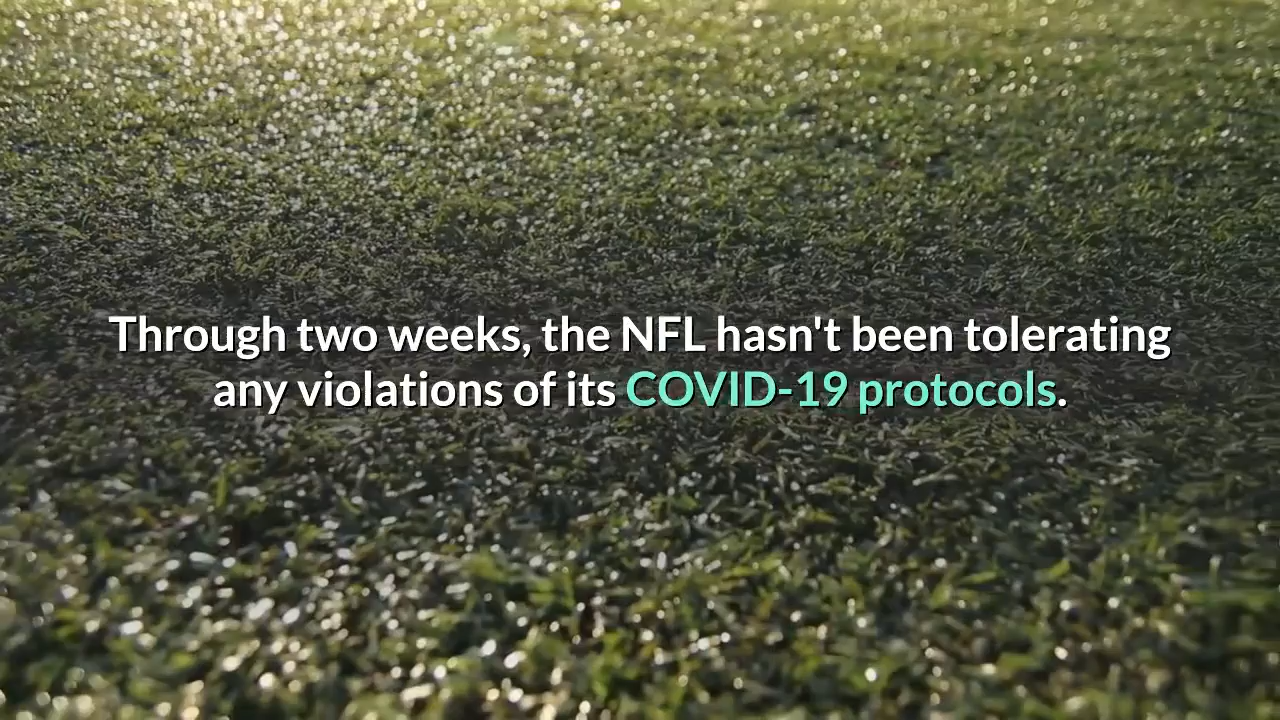 Through two weeks, the NFL hasn't been tolerating
any violations of its COVID-19 protocols.